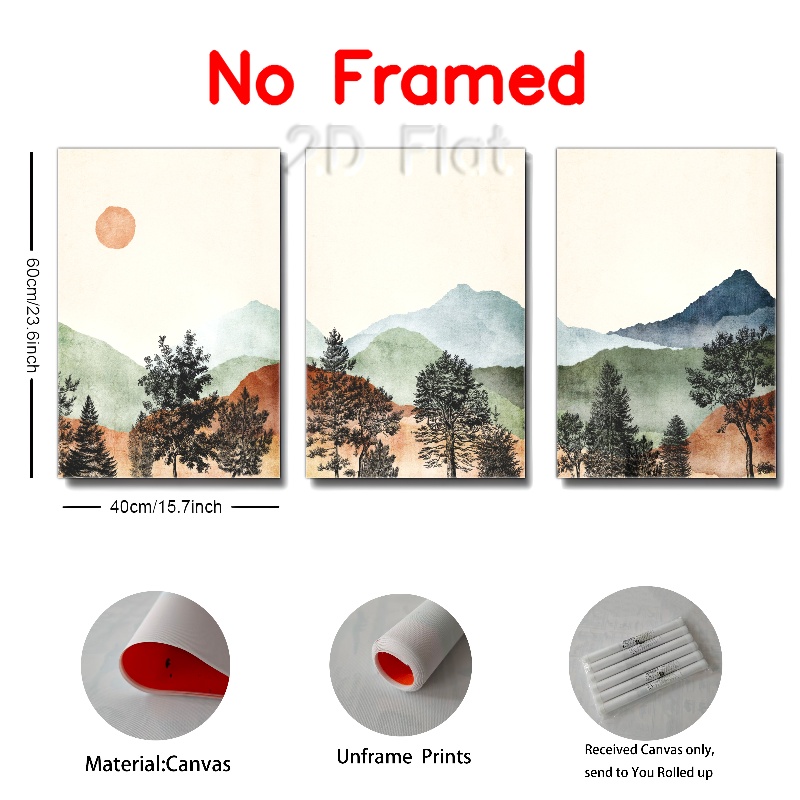 No Framed
2D Flat.
60cm/23.6inch
40cm/15.7inch
Material:Canvas
Unframe Prints
Received Canvas only,
send to You Rolled up